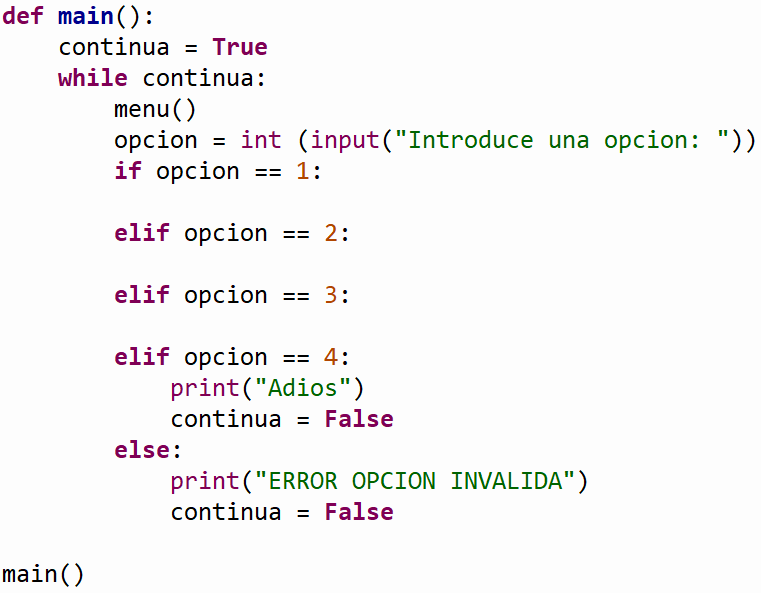 def main():
    continua = True
    while continua:
        menu()
        opcion = int (input("Introduce una opcion: "))
        if opcion == 1:

        elif opcion == 2:

        elif opcion == 3:

        elif opcion == 4:
            print("Adios")
            continua = False
        else:
            print("ERROR OPCION INVALIDA")
            continua = False

main()